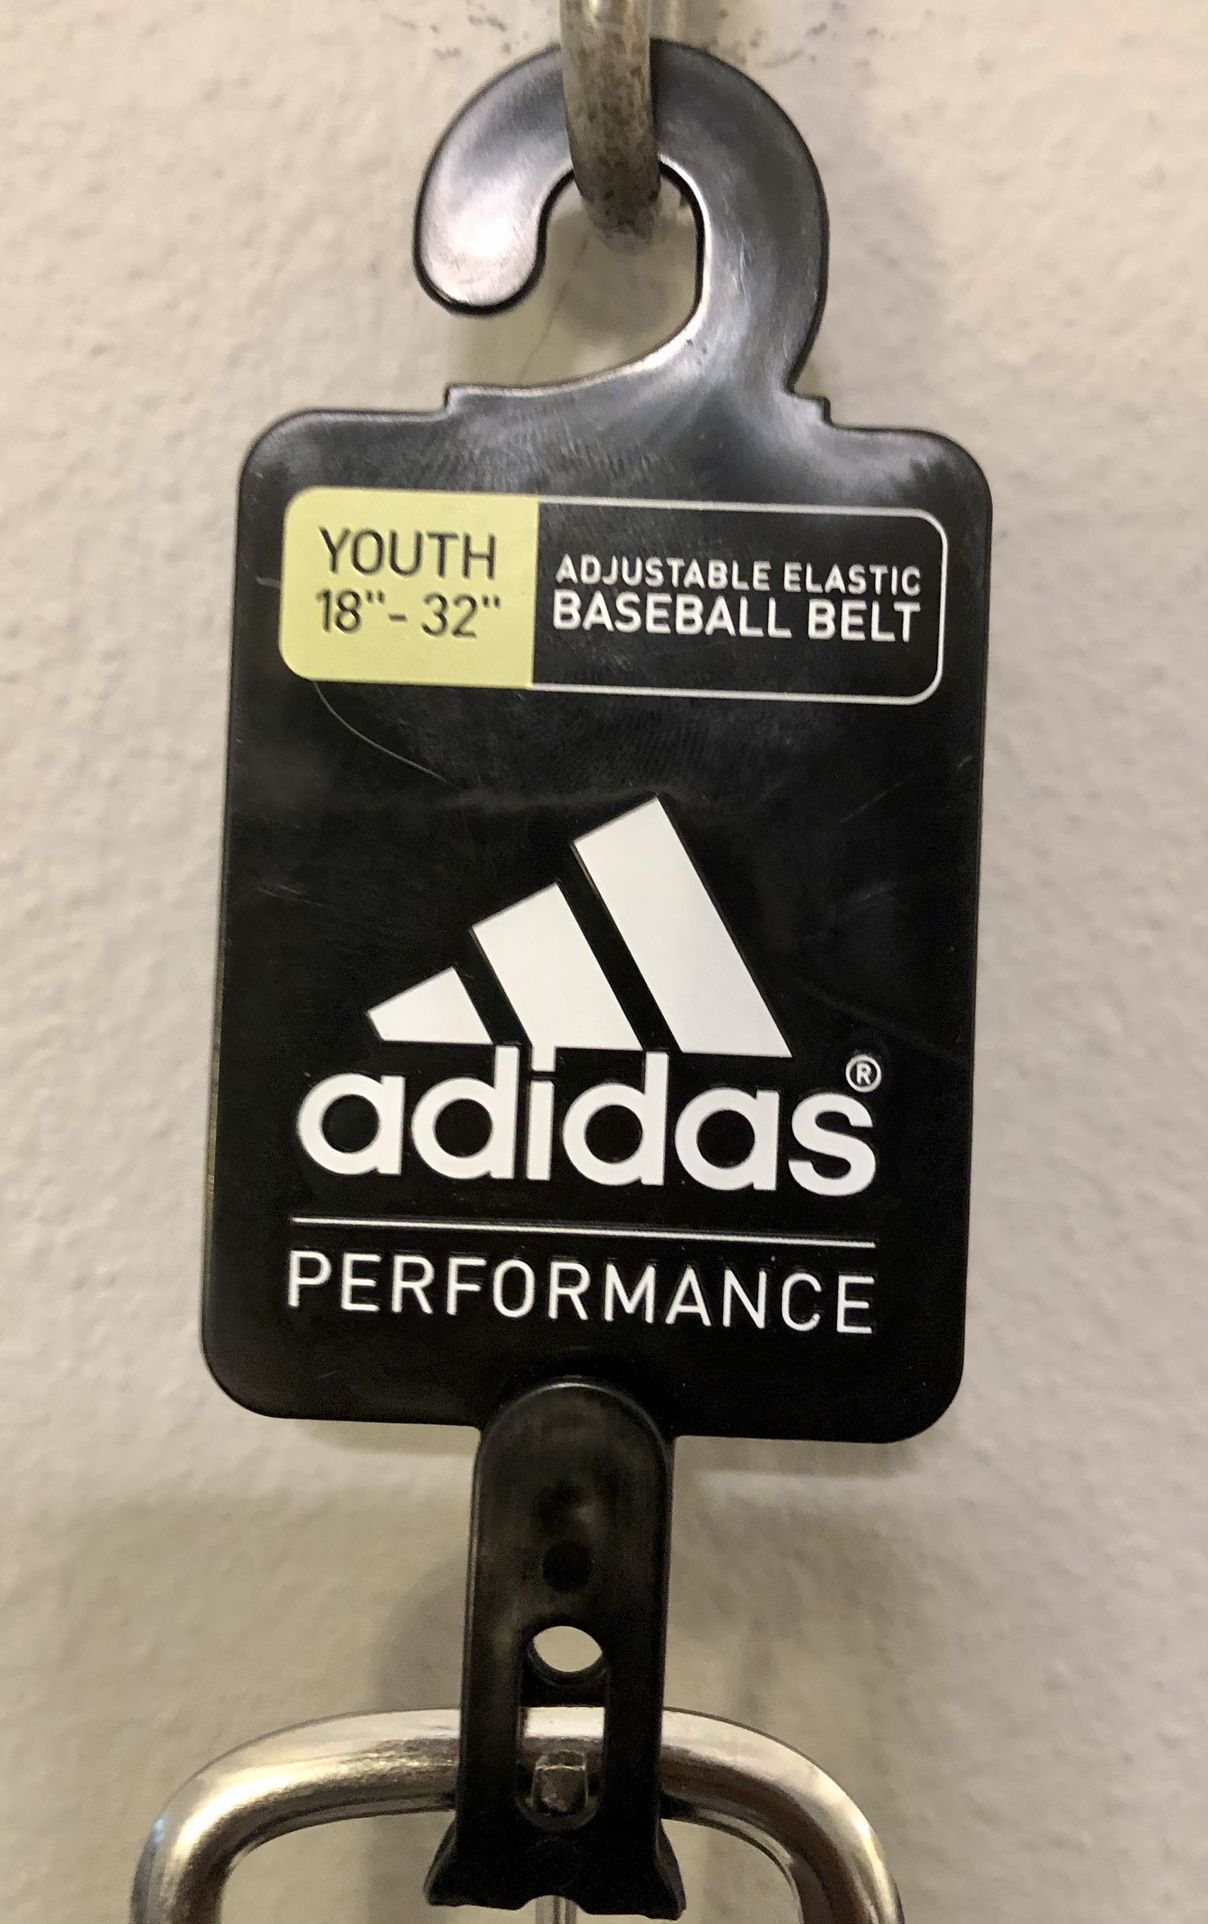 YOUTH
18"- 32"
ADJUSTABLE ELASTIC
BASEBALL BELT
adidas®
PERFORMANCE